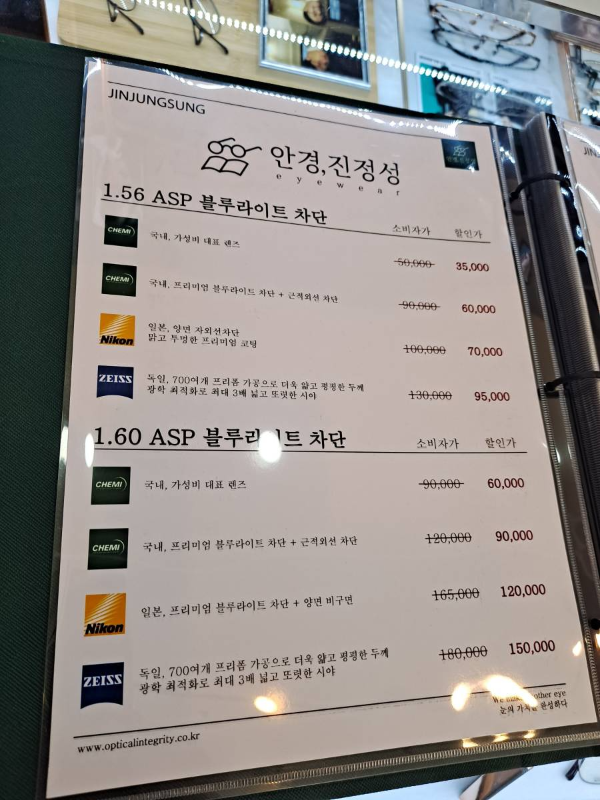 JINJUNGSUNG
안경,진정성
eyewear
1.56 ASP 블루라이트 차단
소비자가 할인가
CHEMI 국내, 가성비 대표 렌즈 50,000 35,000
CHEMI 국내, 프리미엄 블루라이트 차단 + 근적외선 차단 90,000 60,000
Nikon 일본, 양면 자외선차단
맑고 투명한 프리미엄 코팅 100,000 70,000
ZEISS 독일, 700여개 프리폼 가공으로 더욱 얇고 평평한 두께
광학 최적화로 최대 3배 넓고 또렷한 시야 130,000 95,000
1.60 ASP 블루라이트 차단
소비자가 할인가
CHEMI 국내, 가성비 대표 렌즈 90,000 60,000
CHEMI 국내, 프리미엄 블루라이트 차단 + 근적외선 차단 120,000 90,000
Nikon 일본, 프리미엄 블루라이트 차단 + 양면 비구면 165,000 120,000
ZEISS 독일, 700여개 프리폼 가공으로 더욱 얇고 평평한 두께
광학 최적화로 최대 3배 넓고 또렷한 시야 180,000 150,000
We other eye
눈의 가치를 완성하다
www.opticalintegrity.co.kr
JIN